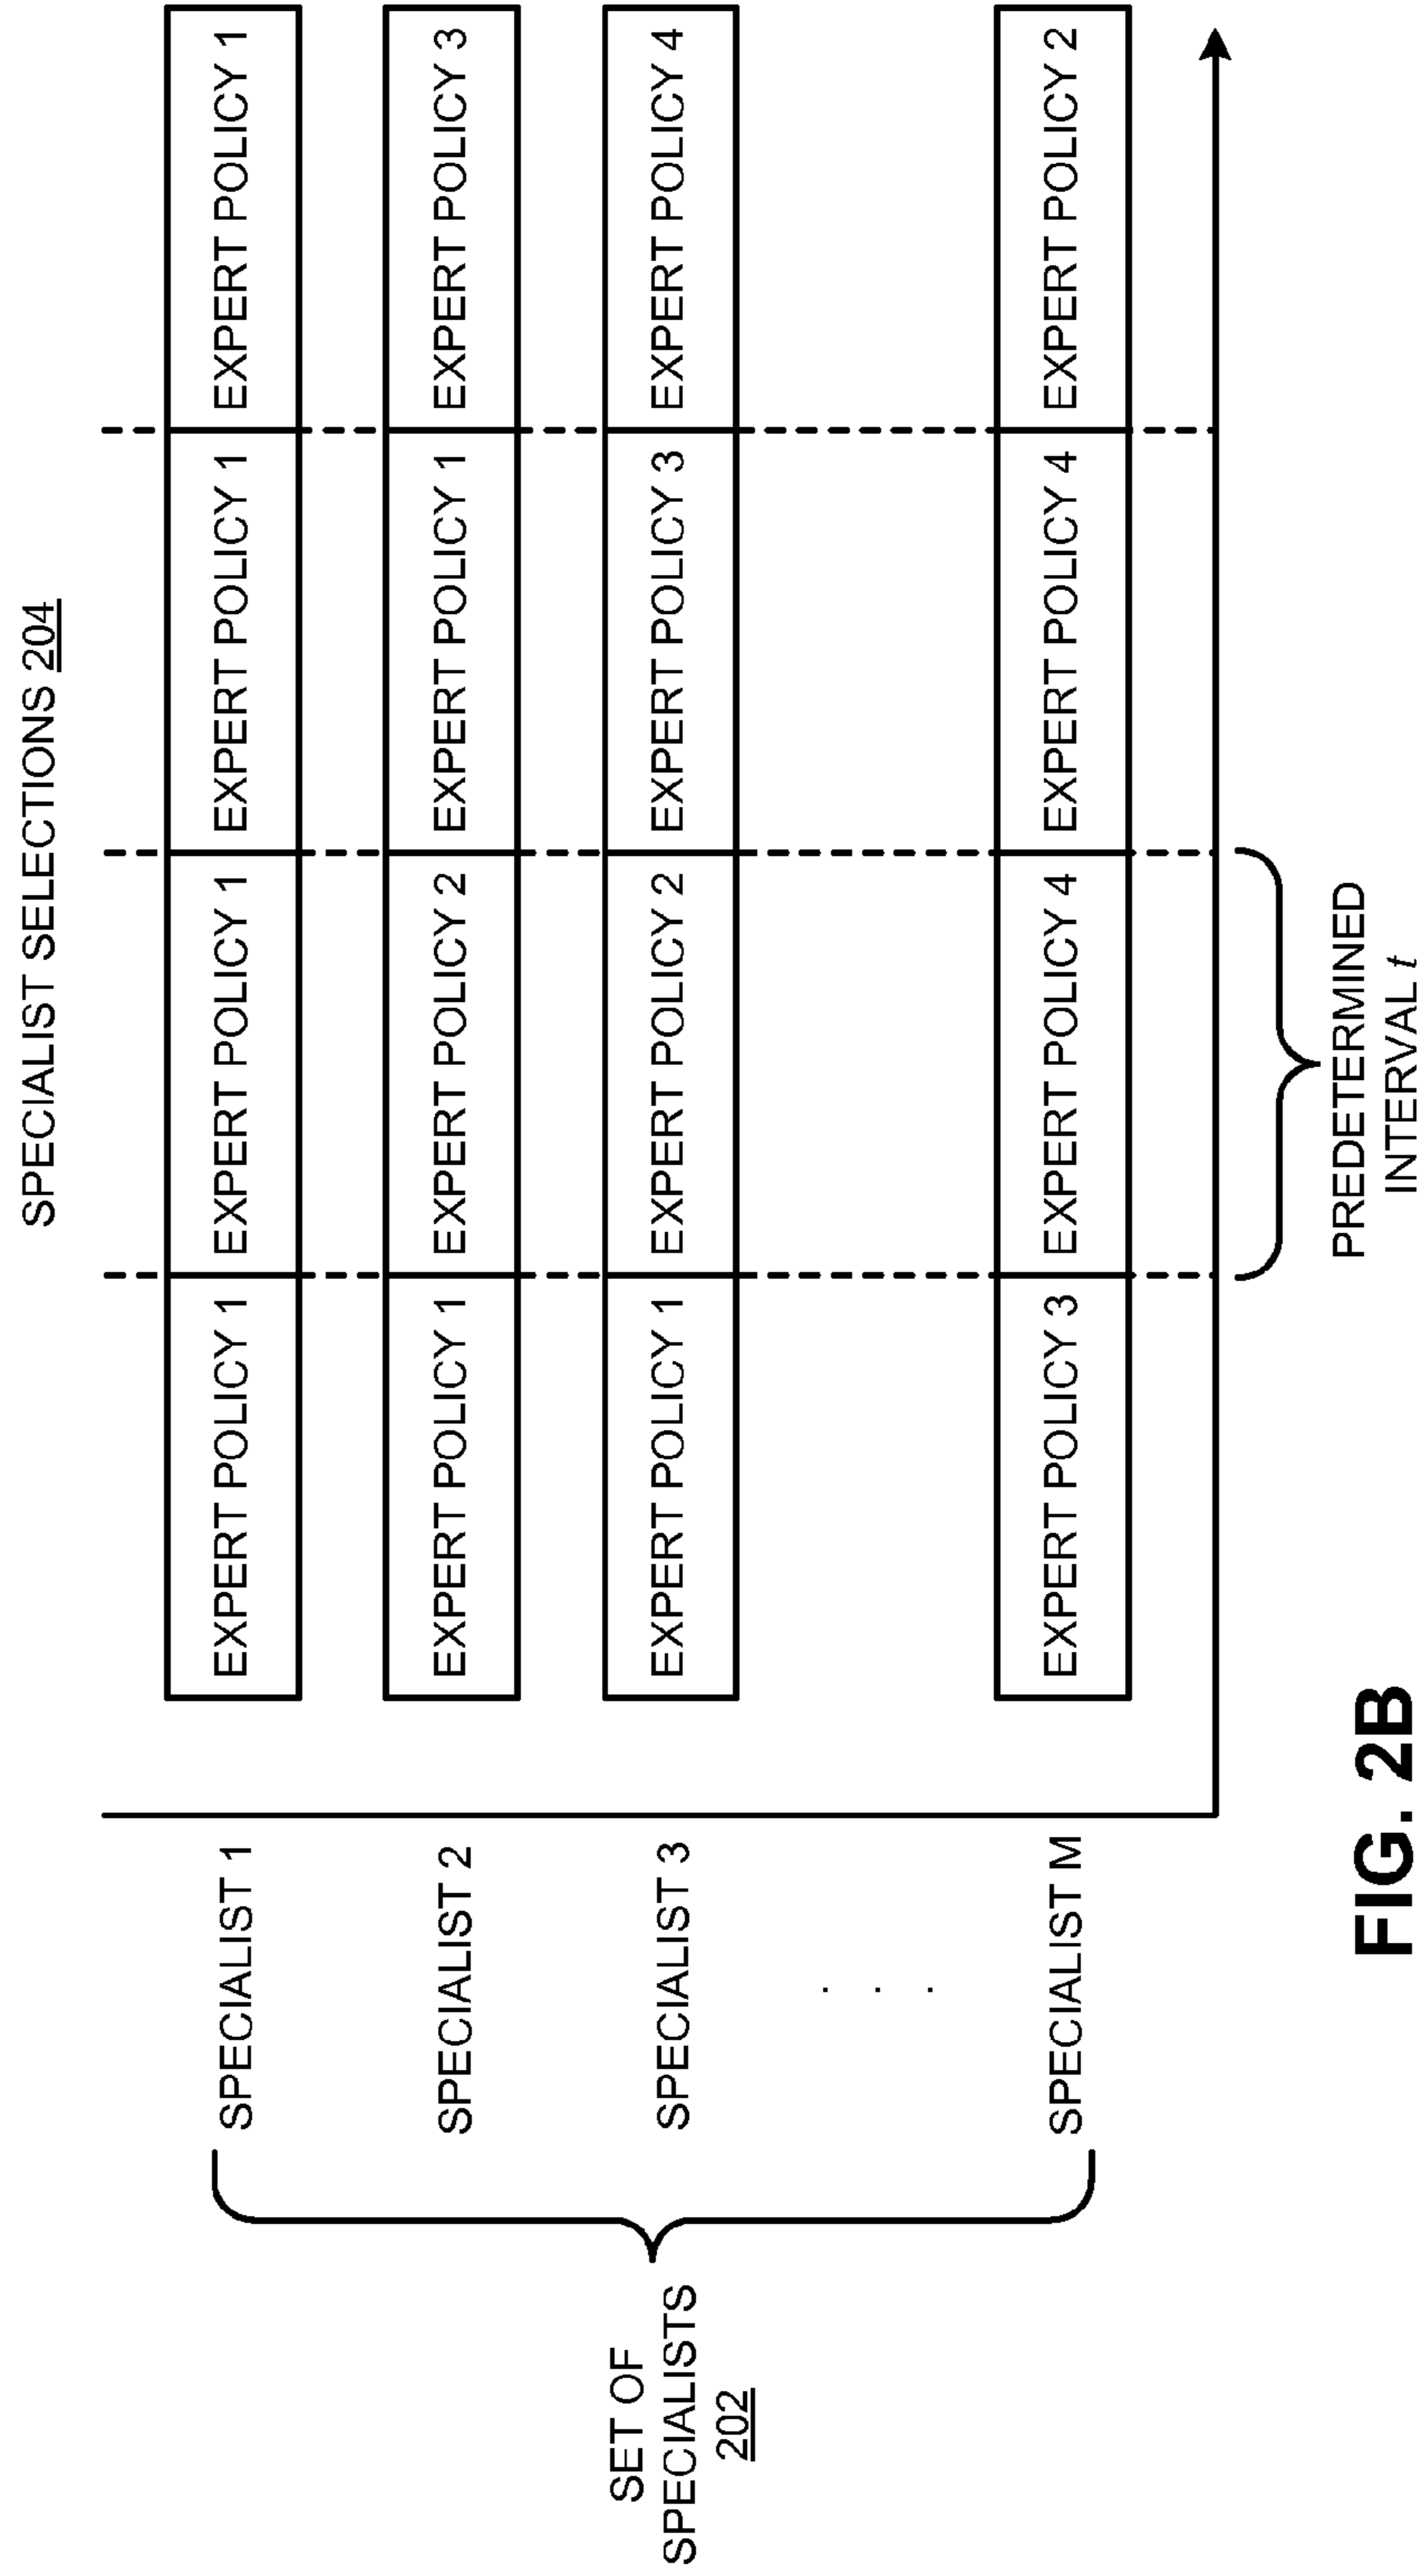 SPECIALIST SELECTIONS 204
SPECIALIST 1
EXPERT POLICY 1
EXPERT POLICY 1
EXPERT POLICY 1
EXPERT POLICY 1
SPECIALIST 2
EXPERT POLICY 1
EXPERT POLICY 2
EXPERT POLICY 1
EXPERT POLICY 3
SET OF
SPECIALISTS
202
SPECIALIST 3
EXPERT POLICY 1
EXPERT POLICY 2
EXPERT POLICY 3
EXPERT POLICY 4
. . .
SPECIALIST M
EXPERT POLICY 3
EXPERT POLICY 4
EXPERT POLICY 4
EXPERT POLICY 2
PREDETERMINED
INTERVAL t
FIG. 2B